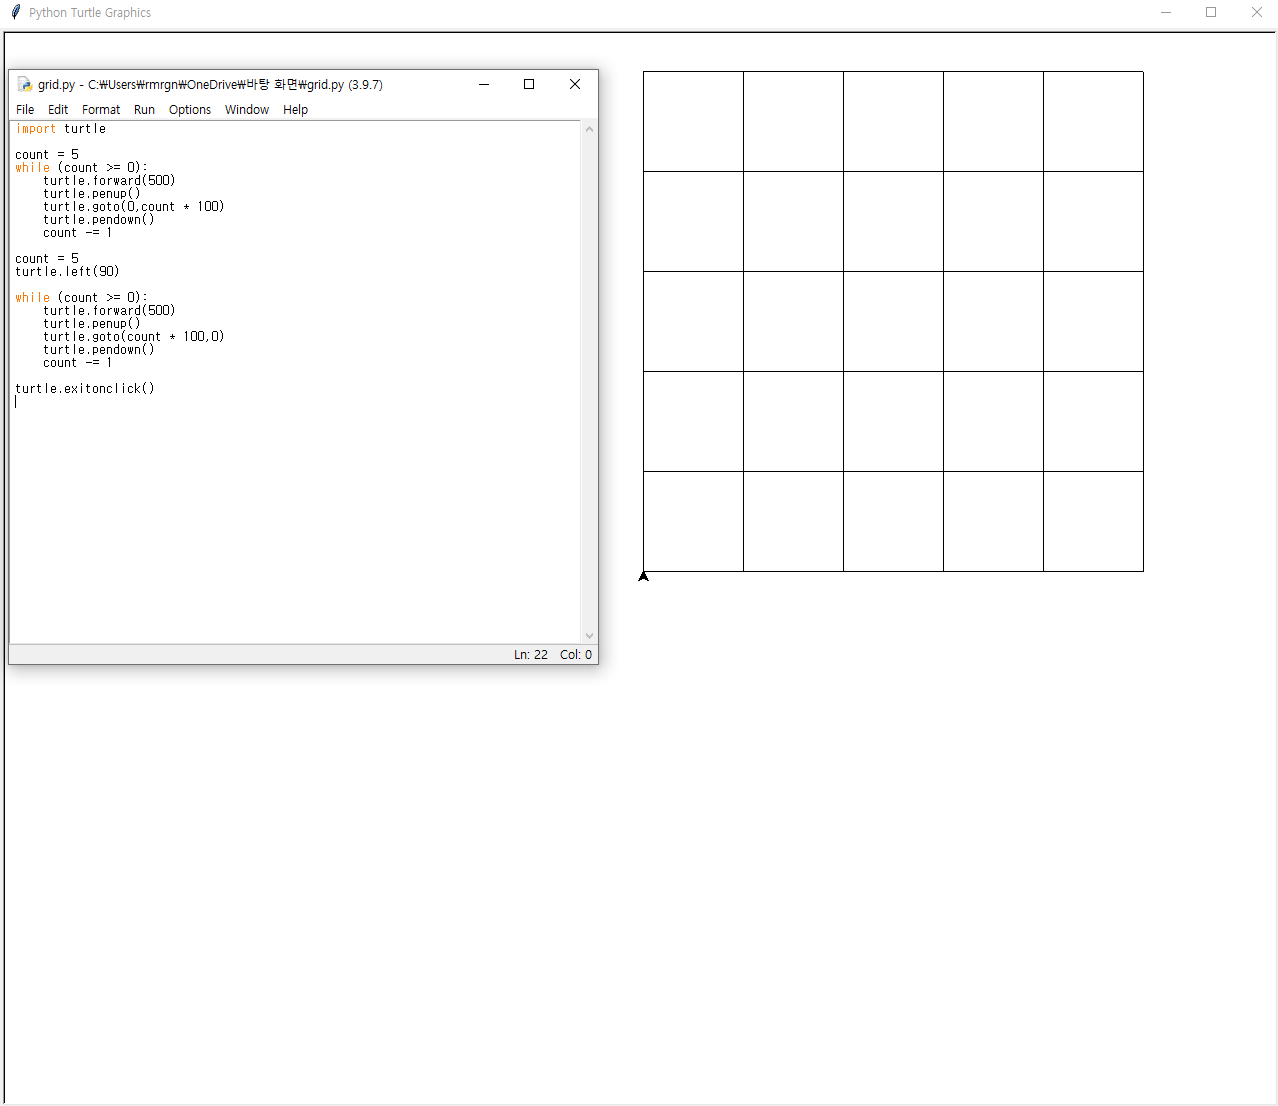 Python Turtle Graphics
grid.py - C:₩Users₩rmrgn₩OneDrive₩바탕 화면₩grid.py (3.9.7)
File Edit Format Run Options Window Help
import turtle
count = 5
while (count >= 0):
    turtle.forward(500)
    turtle.penup()
    turtle.goto(0,count * 100)
    turtle.pendown()
    count -= 1
count = 5
turtle.left(90)
while (count >= 0):
    turtle.forward(500)
    turtle.penup()
    turtle.goto(count * 100,0)
    turtle.pendown()
    count -= 1
turtle.exitonclick()
Ln: 22 Col: 0